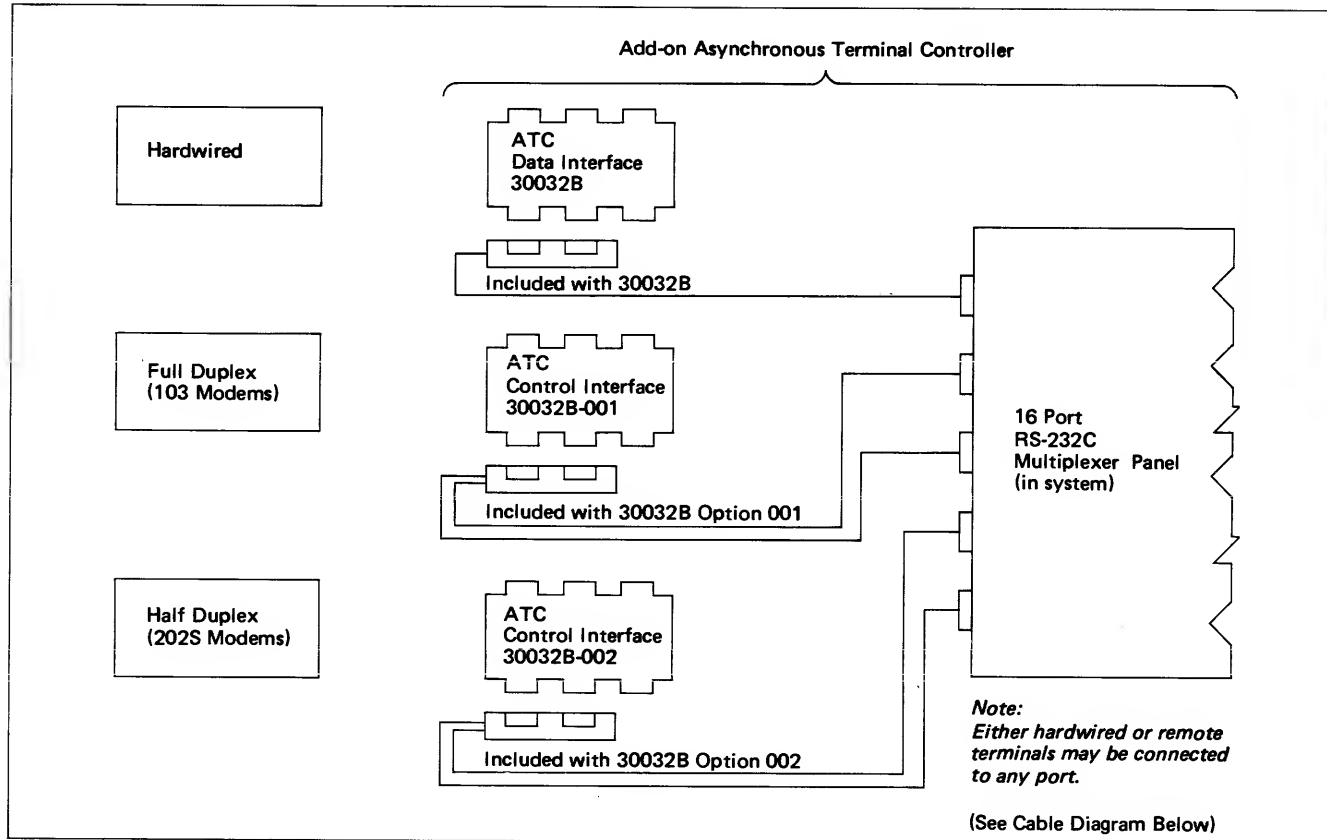 Add-on Asynchronous Terminal Controller
Hardwired
ATC
Data Interface
30032B
Included with 30032B
Full Duplex
(103 Modems)
ATC
Control Interface
30032B-001
Included with 30032B Option 001
16 Port
RS-232C
Multiplexer Panel
(in system)
Half Duplex
(202S Modems)
ATC
Control Interface
30032B-002
Included with 30032B Option 002
Note:
Either hardwired or remote
terminals may be connected
to any port.
(See Cable Diagram Below)